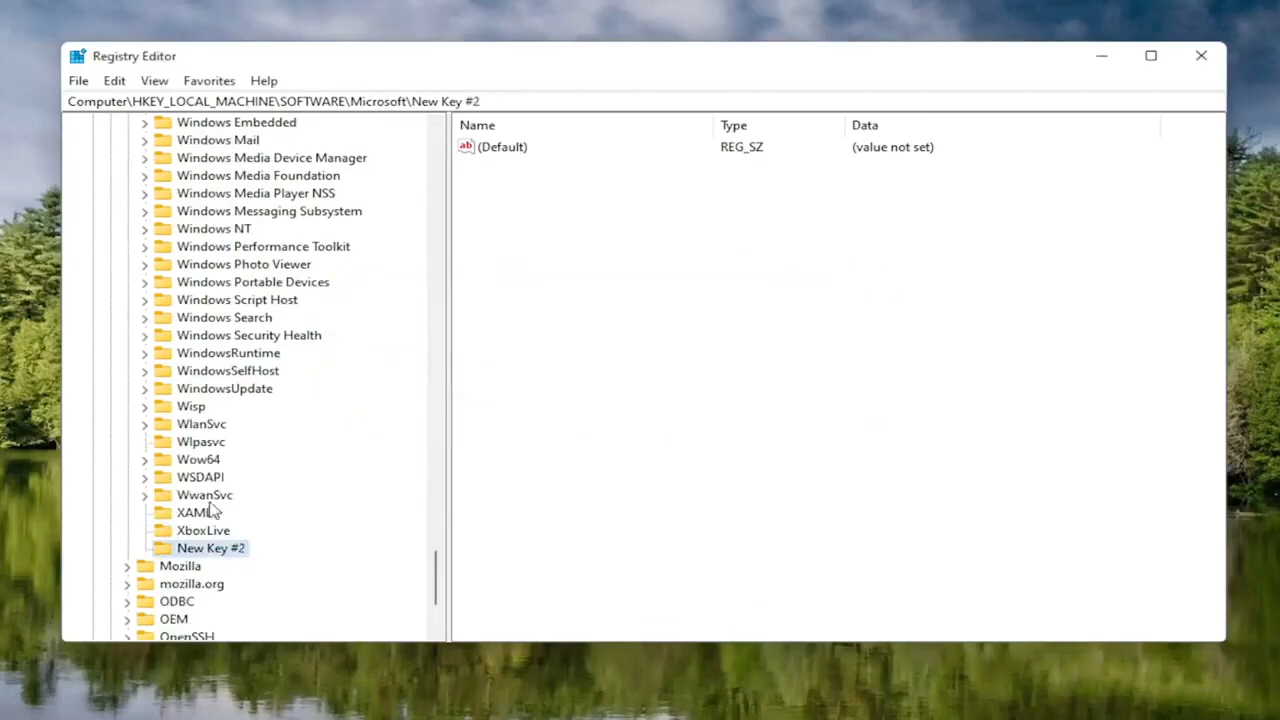 Registry Editor
File Edit View Favorites Help
Computer\HKEY_LOCAL_MACHINE\SOFTWARE\Microsoft\New Key #2
Name Type Data
ab (Default) REG_SZ (value not set)
Windows Embedded
Windows Mail
Windows Media Device Manager
Windows Media Foundation
Windows Media Player NSS
Windows Messaging Subsystem
Windows NT
Windows Performance Toolkit
Windows Photo Viewer
Windows Portable Devices
Windows Script Host
Windows Search
Windows Security Health
WindowsRuntime
WindowsSelfHost
WindowsUpdate
Wisp
WlanSvc
Wlpasvc
Wow64
WSDAPI
WwanSvc
XAML
XboxLive
New Key #2
Mozilla
mozilla.org
ODBC
OEM
OpenSSH